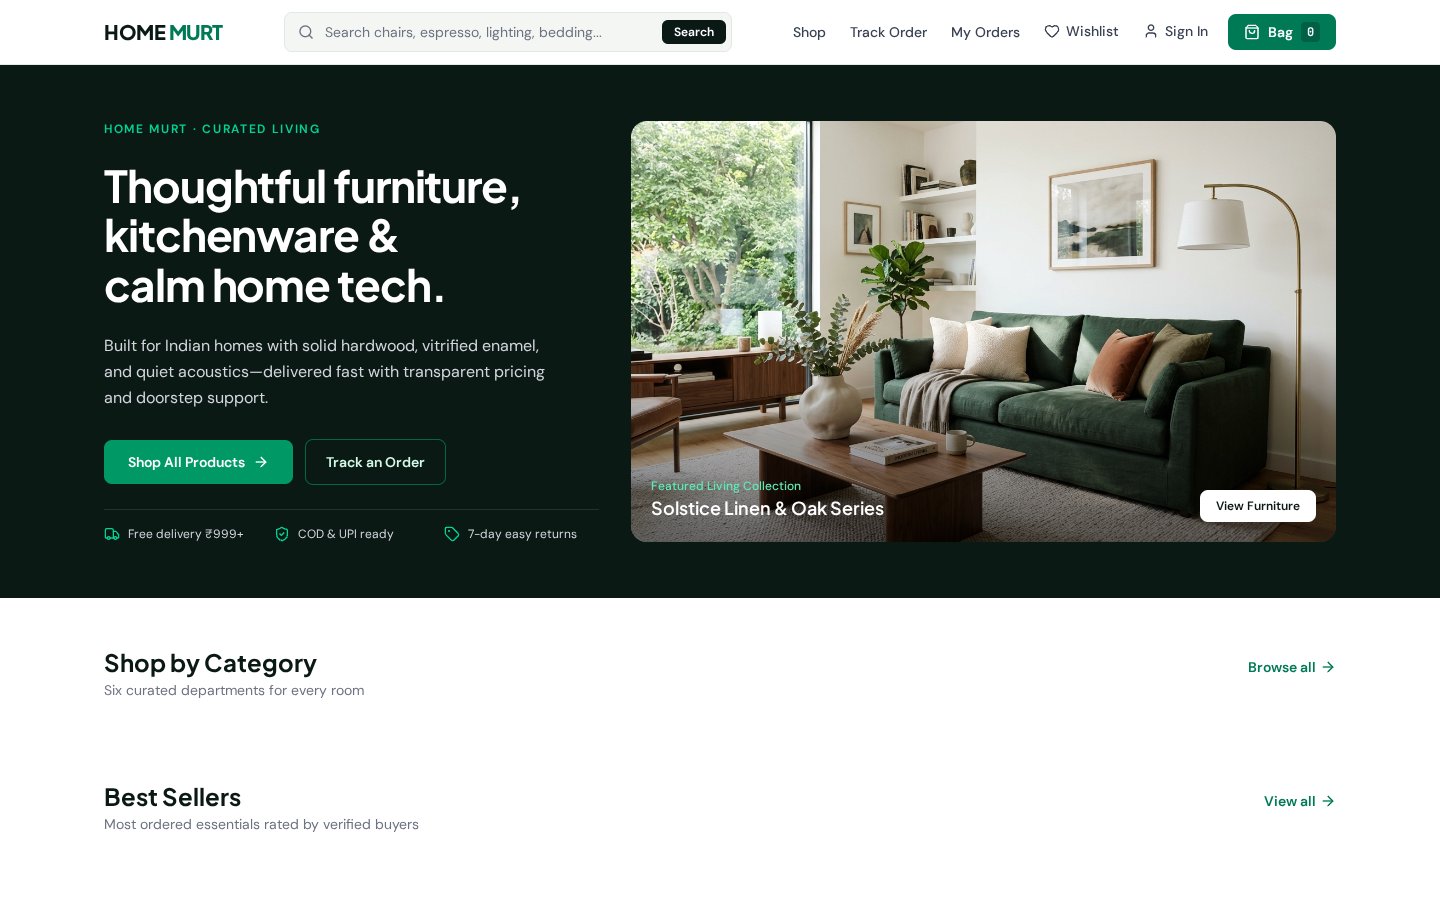 HOME MURT
Search chairs, espresso, lighting, bedding...
Search
Shop
Track Order
My Orders
Wishlist
Sign In
Bag 0
HOME MURT · CURATED LIVING
Thoughtful furniture,
kitchenware &
calm home tech.
Built for Indian homes with solid hardwood, vitrified enamel,
and quiet acoustics—delivered fast with transparent pricing
and doorstep support.
Shop All Products
Track an Order
Free delivery ₹999+
COD & UPI ready
7-day easy returns
Featured Living Collection
Solstice Linen & Oak Series
View Furniture
Shop by Category
Six curated departments for every room
Browse all
Best Sellers
Most ordered essentials rated by verified buyers
View all